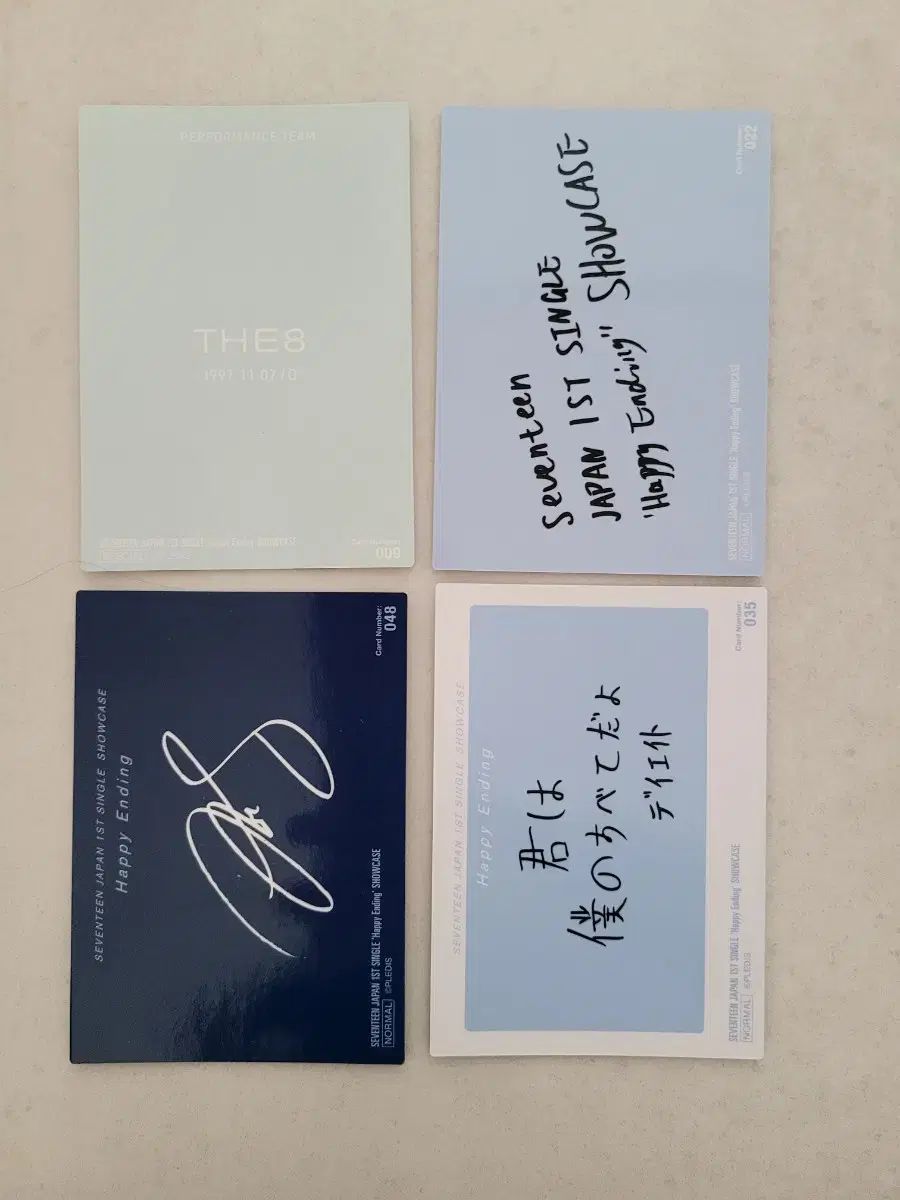 PERFORMANCE TEAM
THE8
1997.11.07 / O
SEVENTEEN JAPAN 1ST SINGLE 'Happy Ending' SHOWCASE
Card Number:
009
Seventeen
JAPAN 1ST SINGLE
'Happy Ending" SHOWCASE
Card Number:
022
SEVENTEEN JAPAN 1ST SINGLE 'Happy Ending' SHOWCASE
NORMAL ©PLEDIS
SEVENTEEN JAPAN 1ST SINGLE SHOWCASE
Happy Ending
Card Number:
048
SEVENTEEN JAPAN 1ST SINGLE 'Happy Ending' SHOWCASE
NORMAL ©PLEDIS
SEVENTEEN JAPAN 1ST SINGLE SHOWCASE
Happy Ending
君は
僕のすべてだよ
ディエイト
Card Number:
035
SEVENTEEN JAPAN 1ST SINGLE 'Happy Ending' SHOWCASE
NORMAL ©PLEDIS